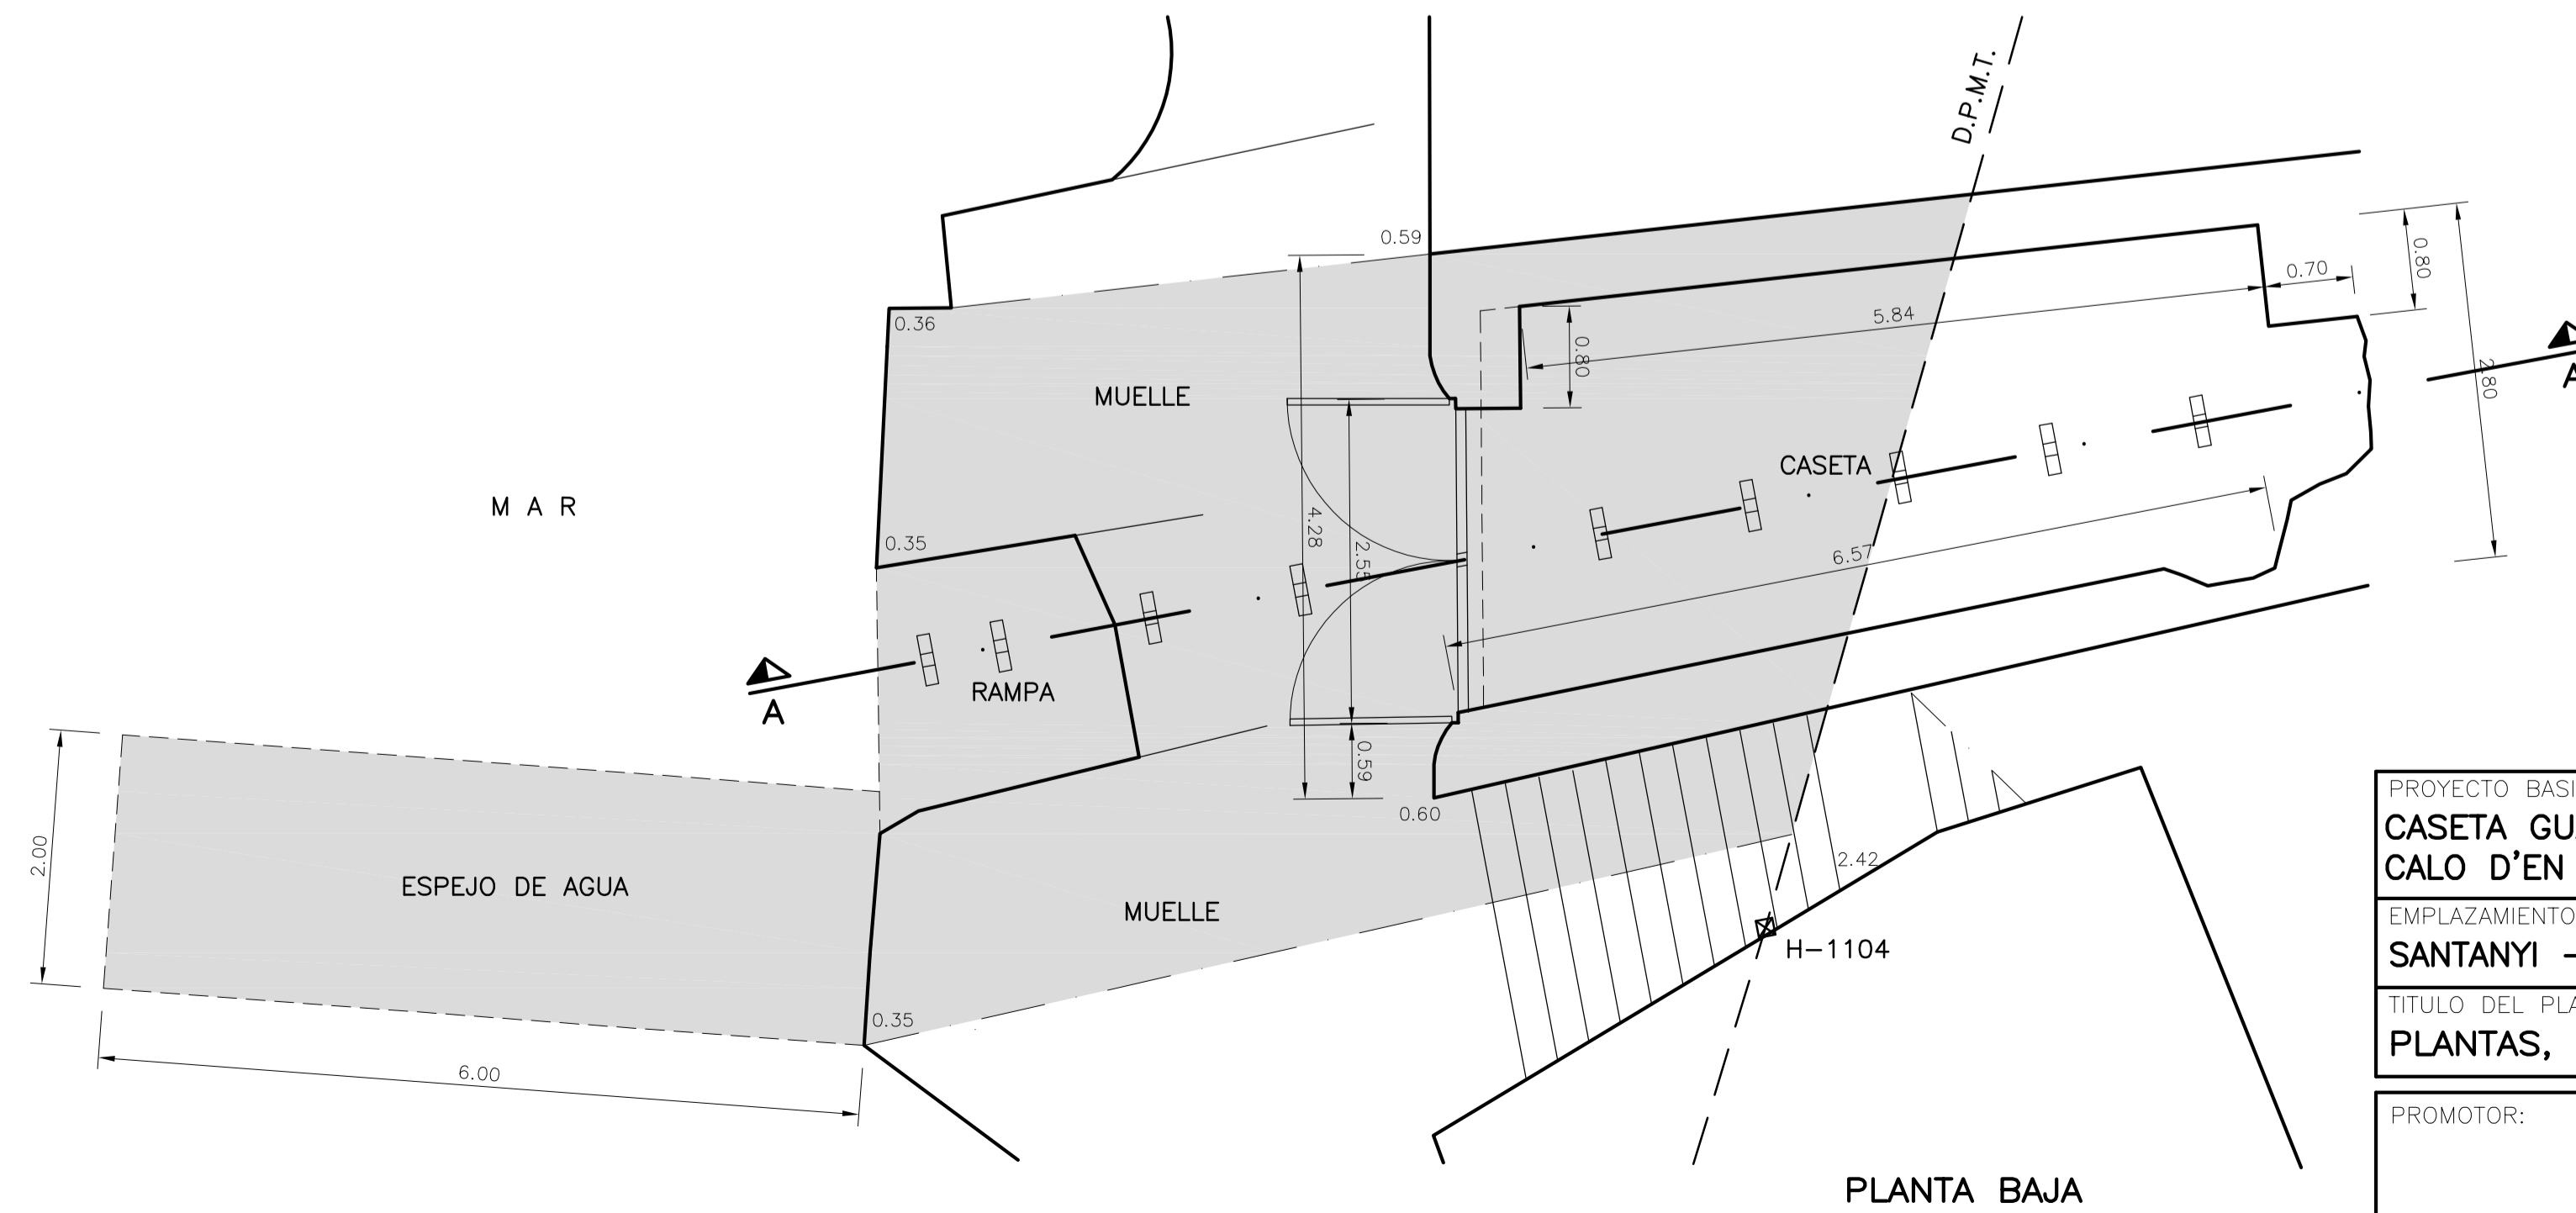 D.P.M.T.
0.59
0.80
0.70
0.36
5.84
0.80
2.80
MUELLE
A
CASETA
M A R
4.28
0.35
2.55
6.57
RAMPA
A
0.59
0.60
2.00
2.42
ESPEJO DE AGUA
MUELLE
H-1104
0.35
6.00
PLANTA BAJA
PROYECTO BASI
CASETA GU
CALO D'EN
EMPLAZAMIENTO
SANTANYI -
TITULO DEL PLA
PLANTAS,
PROMOTOR: